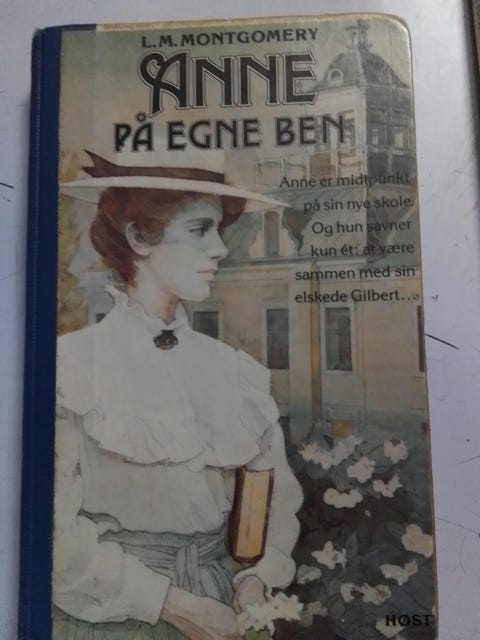 L.M. MONTGOMERY
ANNE
PÅ EGNE BEN
Anne er midtpunkt
på sin nye skole.
Og hun savner
kun ét: at være
sammen med sin
elskede Gilbert...
HØST